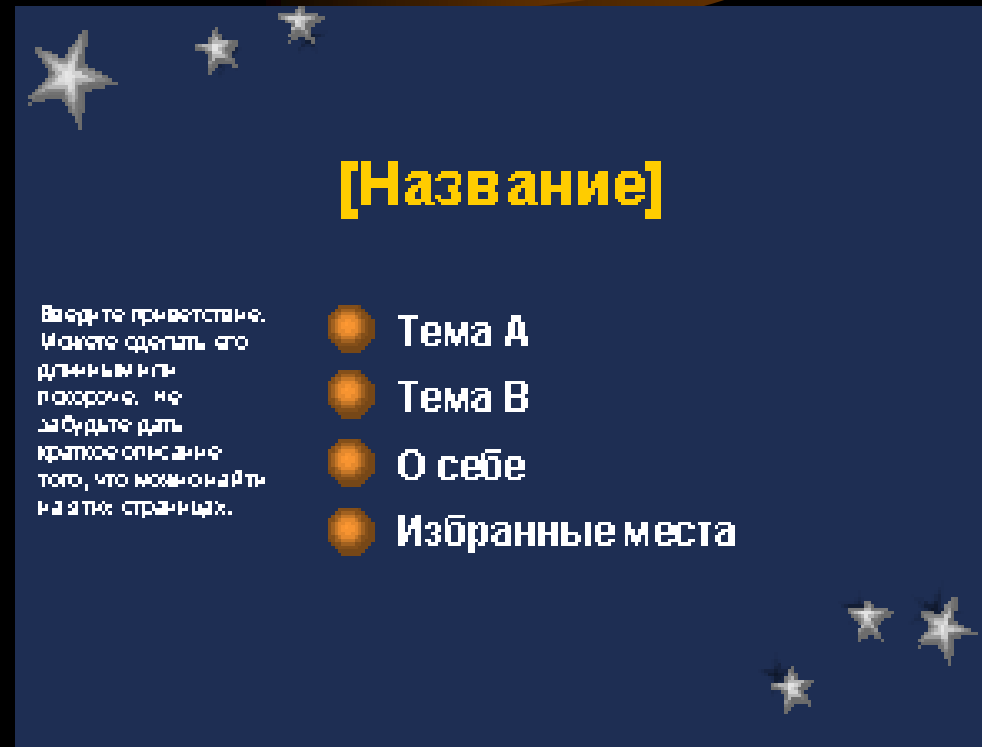 [Название]
Введите приветствие.
Можете сделать его
длинным или
покороче. Не
забудьте дать
краткое описание
того, что можно найти
на этих страницах.
Тема A
Тема B
О себе
Избранные места